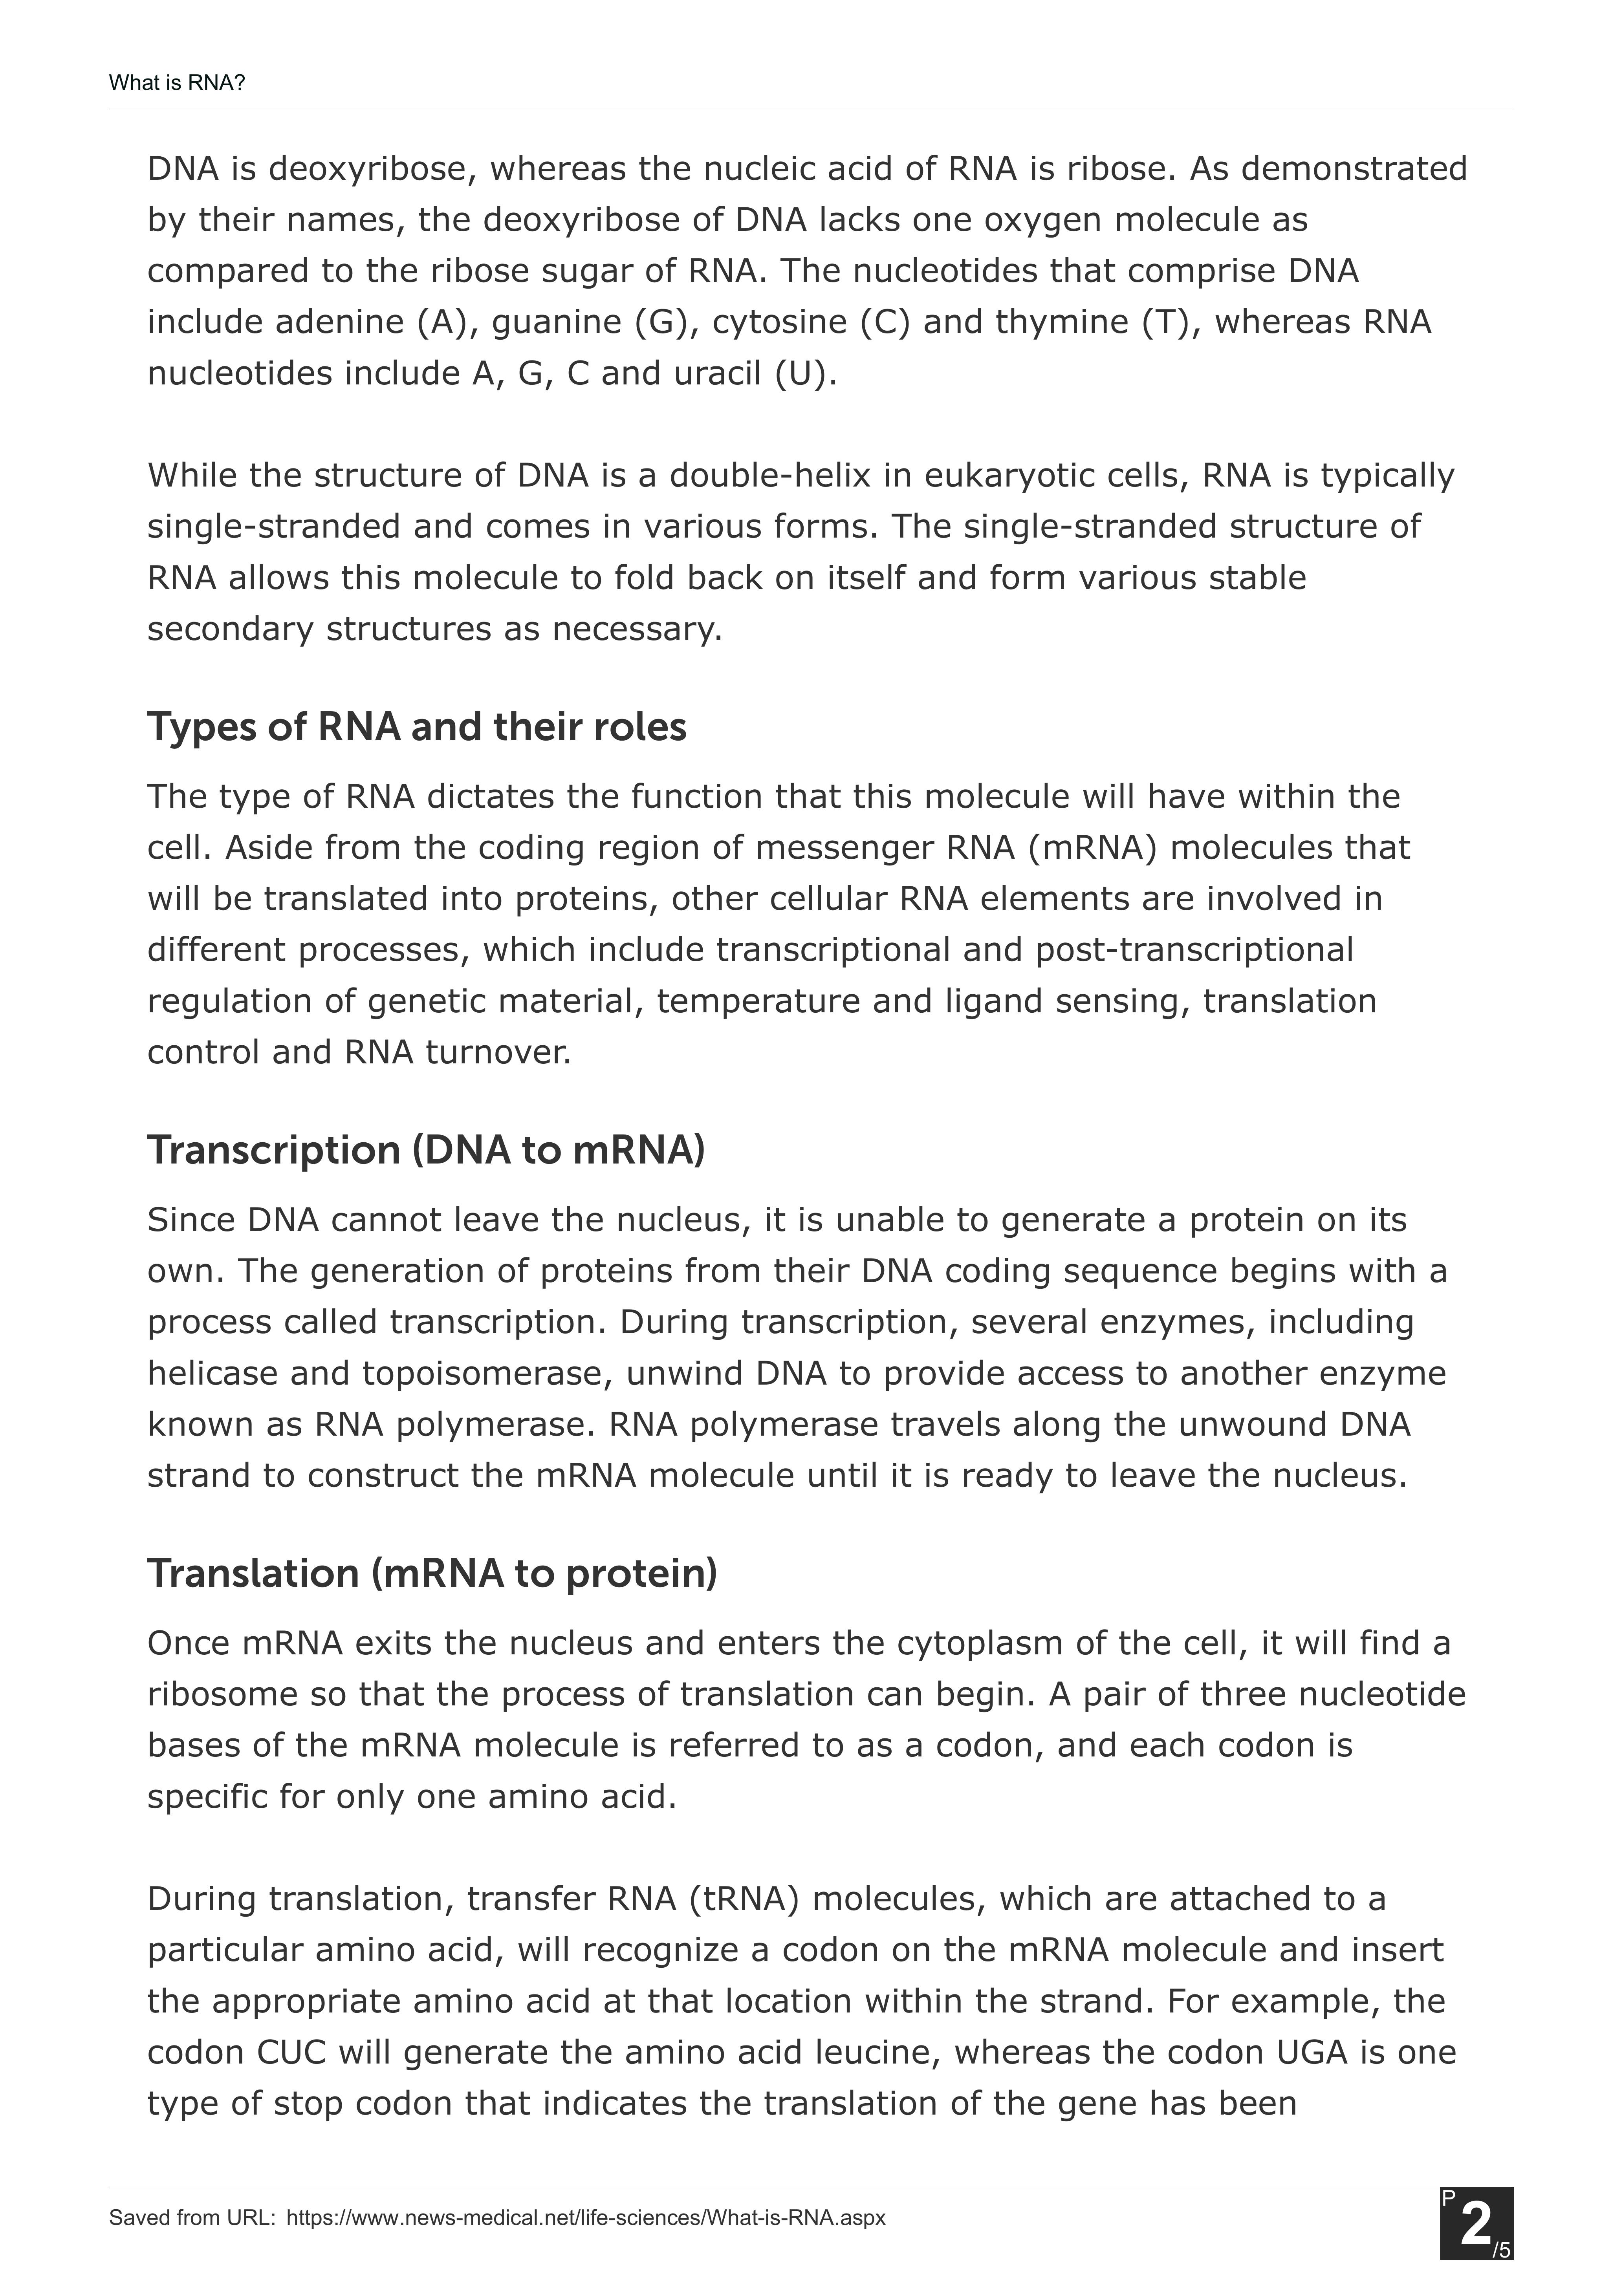 What is RNA?
DNA is deoxyribose, whereas the nucleic acid of RNA is ribose. As demonstrated
by their names, the deoxyribose of DNA lacks one oxygen molecule as
compared to the ribose sugar of RNA. The nucleotides that comprise DNA
include adenine (A), guanine (G), cytosine (C) and thymine (T), whereas RNA
nucleotides include A, G, C and uracil (U).
While the structure of DNA is a double-helix in eukaryotic cells, RNA is typically
single-stranded and comes in various forms. The single-stranded structure of
RNA allows this molecule to fold back on itself and form various stable
secondary structures as necessary.
Types of RNA and their roles
The type of RNA dictates the function that this molecule will have within the
cell. Aside from the coding region of messenger RNA (mRNA) molecules that
will be translated into proteins, other cellular RNA elements are involved in
different processes, which include transcriptional and post-transcriptional
regulation of genetic material, temperature and ligand sensing, translation
control and RNA turnover.
Transcription (DNA to mRNA)
Since DNA cannot leave the nucleus, it is unable to generate a protein on its
own. The generation of proteins from their DNA coding sequence begins with a
process called transcription. During transcription, several enzymes, including
helicase and topoisomerase, unwind DNA to provide access to another enzyme
known as RNA polymerase. RNA polymerase travels along the unwound DNA
strand to construct the mRNA molecule until it is ready to leave the nucleus.
Translation (mRNA to protein)
Once mRNA exits the nucleus and enters the cytoplasm of the cell, it will find a
ribosome so that the process of translation can begin. A pair of three nucleotide
bases of the mRNA molecule is referred to as a codon, and each codon is
specific for only one amino acid.
During translation, transfer RNA (tRNA) molecules, which are attached to a
particular amino acid, will recognize a codon on the mRNA molecule and insert
the appropriate amino acid at that location within the strand. For example, the
codon CUC will generate the amino acid leucine, whereas the codon UGA is one
type of stop codon that indicates the translation of the gene has been
Saved from URL: https://www.news-medical.net/life-sciences/What-is-RNA.aspx
P 2 /5